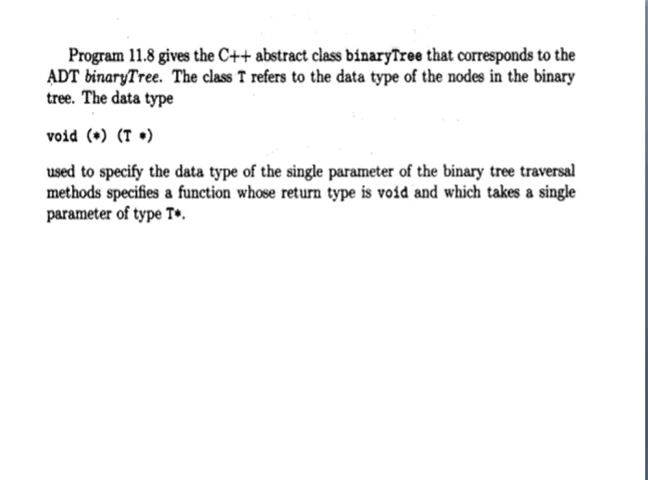 Program 11.8 gives the C++ abstract class binaryTree that corresponds to the
ADT binaryTree. The class T refers to the data type of the nodes in the binary
tree. The data type
void (*) (T *)
used to specify the data type of the single parameter of the binary tree traversal
methods specifies a function whose return type is void and which takes a single
parameter of type T*.